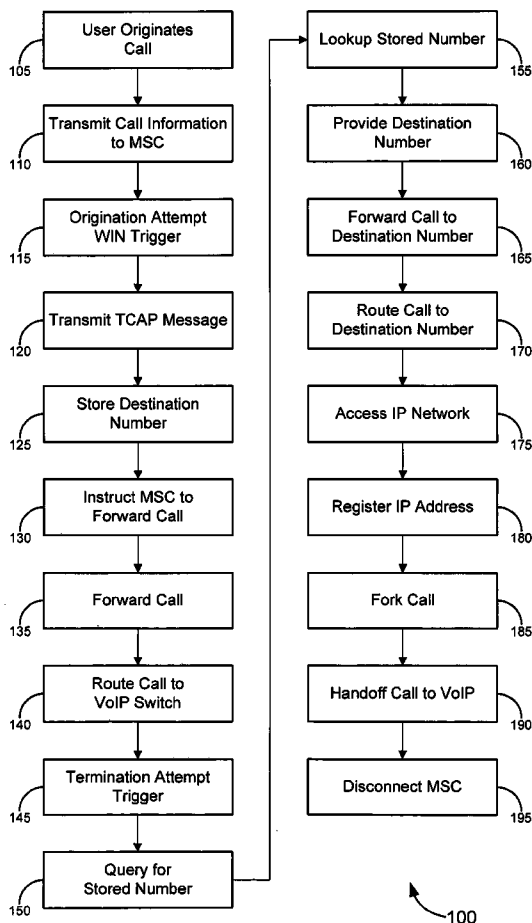 User Originates
Call
105
Transmit Call Information
to MSC
110
Origination Attempt
WIN Trigger
115
Transmit TCAP Message
120
Store Destination
Number
125
Instruct MSC to
Forward Call
130
Forward Call
135
Route Call to
VoIP Switch
140
Termination Attempt
Trigger
145
Query for
Stored Number
150
Lookup Stored Number
155
Provide Destination
Number
160
Forward Call to
Destination Number
165
Route Call to
Destination Number
170
Access IP Network
175
Register IP Address
180
Fork Call
185
Handoff Call to VoIP
190
Disconnect MSC
195
100